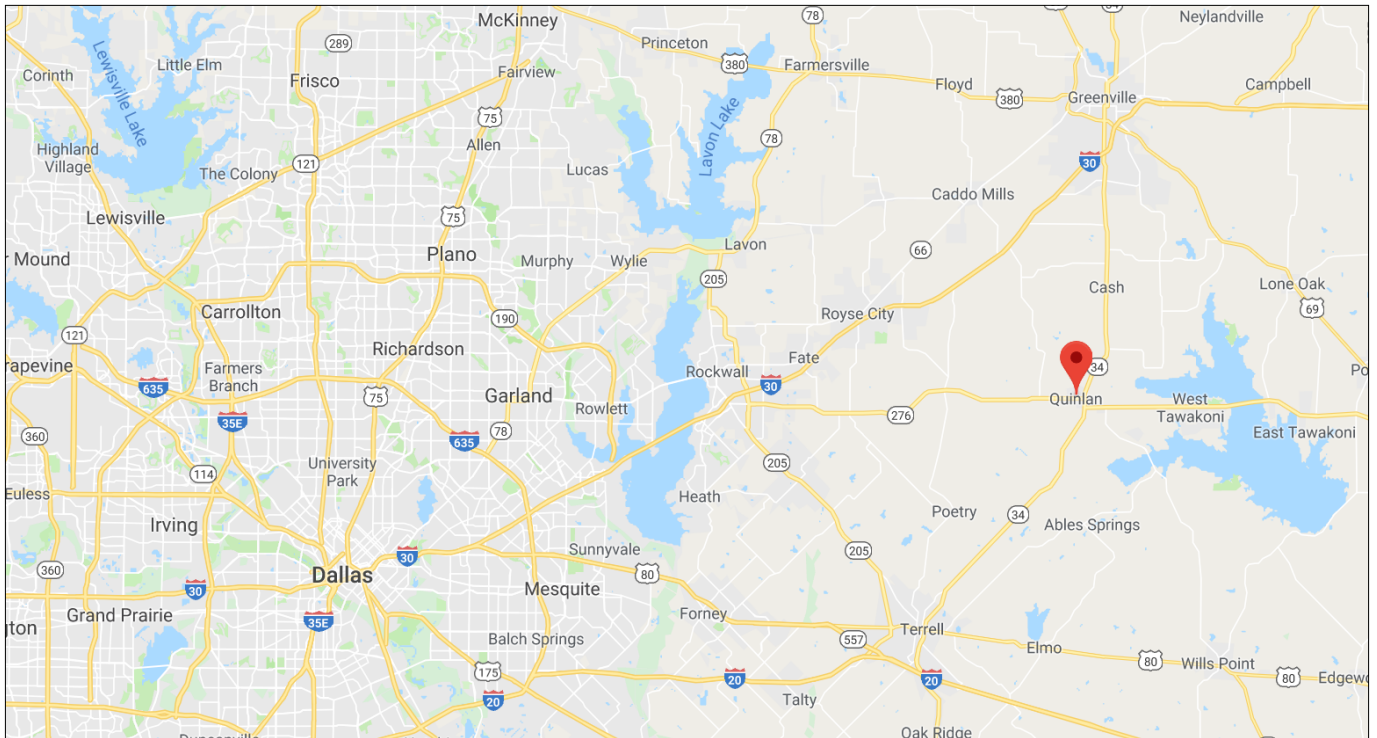 McKinney
78
34
Neylandville
289
Princeton
Little Elm
Corinth
Frisco
Fairview
380
Farmersville
Floyd
380
Greenville
Campbell
Lewisville Lake
75
Lavon Lake
78
Allen
Highland
Village
121
The Colony
Lucas
30
Caddo Mills
Lewisville
75
Plano
Murphy
Wylie
Lavon
66
r Mound
205
Cash
Lone Oak
Carrollton
190
Royse City
69
121
Richardson
Fate
rapevine
Farmers
Branch
Rockwall
34
Po
635
75
Garland
30
Quinlan
West
Tawakoni
Rowlett
276
35E
360
635
78
East Tawakoni
University
Park
114
205
Euless
Heath
Poetry
34
Ables Springs
Irving
Sunnyvale
205
30
360
Dallas
80
30
Mesquite
Grand Prairie
Forney
gton
35E
Balch Springs
557
Terrell
Elmo
80
Wills Point
175
20
20
80
Edgewo
20
Talty
Oak Ridge